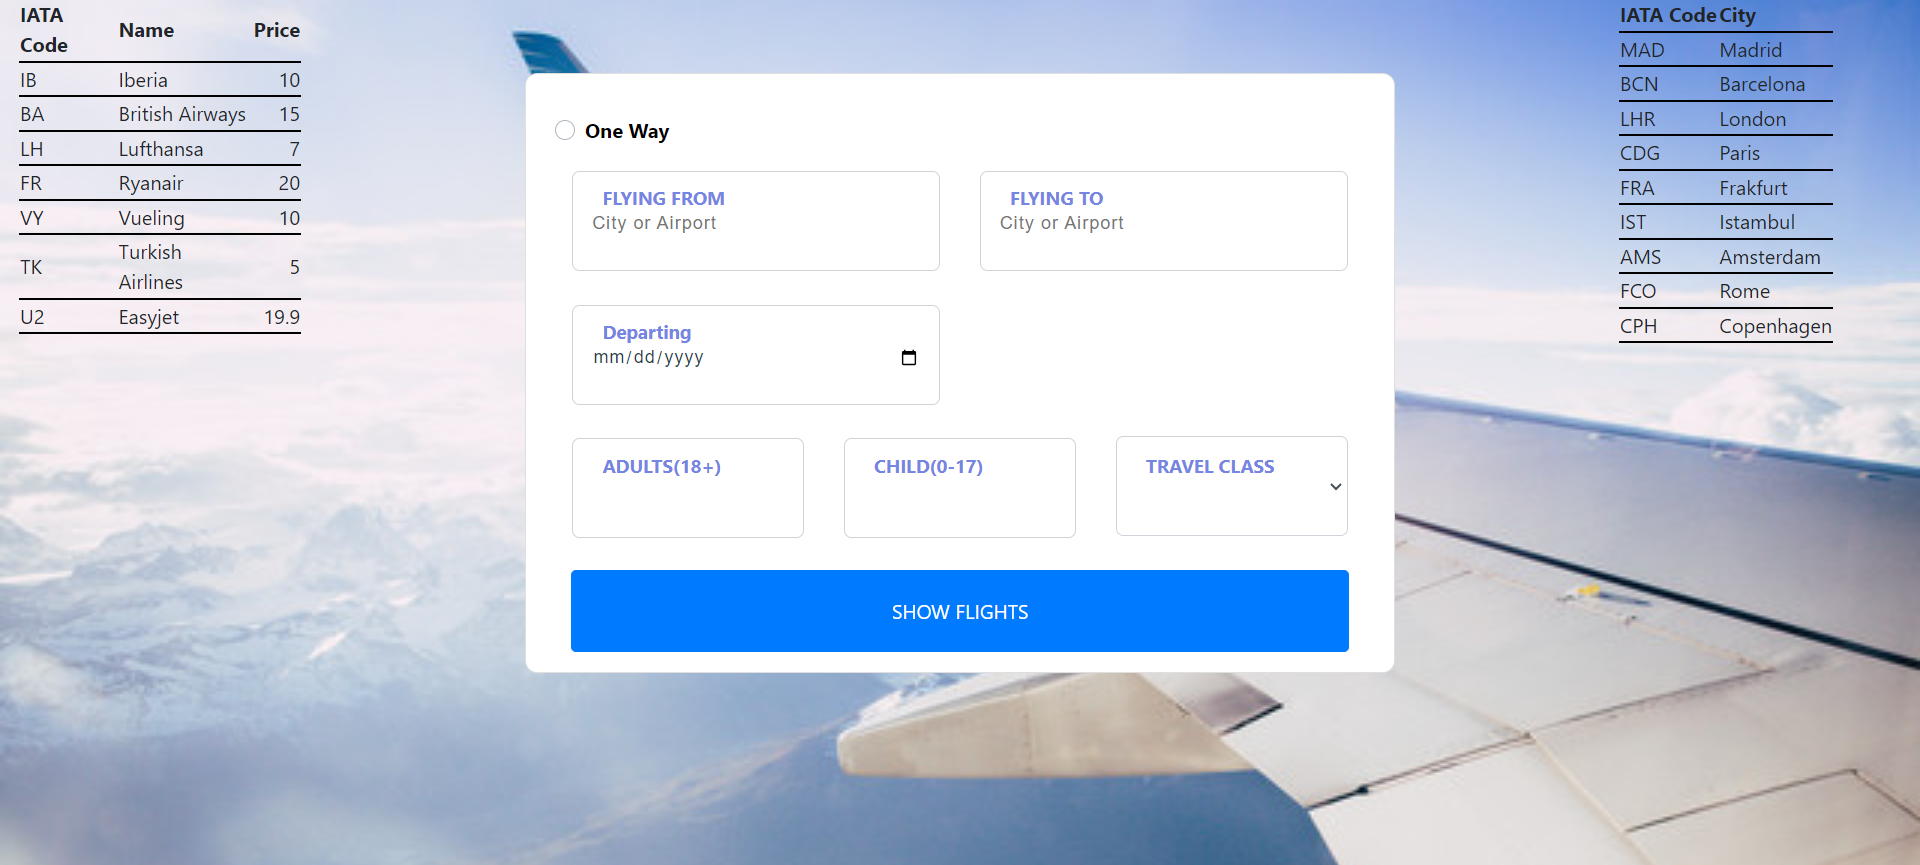 IATA Code Name Price
IB Iberia 10
BA British Airways 15
LH Lufthansa 7
FR Ryanair 20
VY Vueling 10
TK Turkish Airlines 5
U2 Easyjet 19.9
One Way
FLYING FROM
City or Airport
FLYING TO
City or Airport
Departing
mm/dd/yyyy
ADULTS(18+)
CHILD(0-17)
TRAVEL CLASS
SHOW FLIGHTS
IATA Code City
MAD Madrid
BCN Barcelona
LHR London
CDG Paris
FRA Frakfurt
IST Istambul
AMS Amsterdam
FCO Rome
CPH Copenhagen